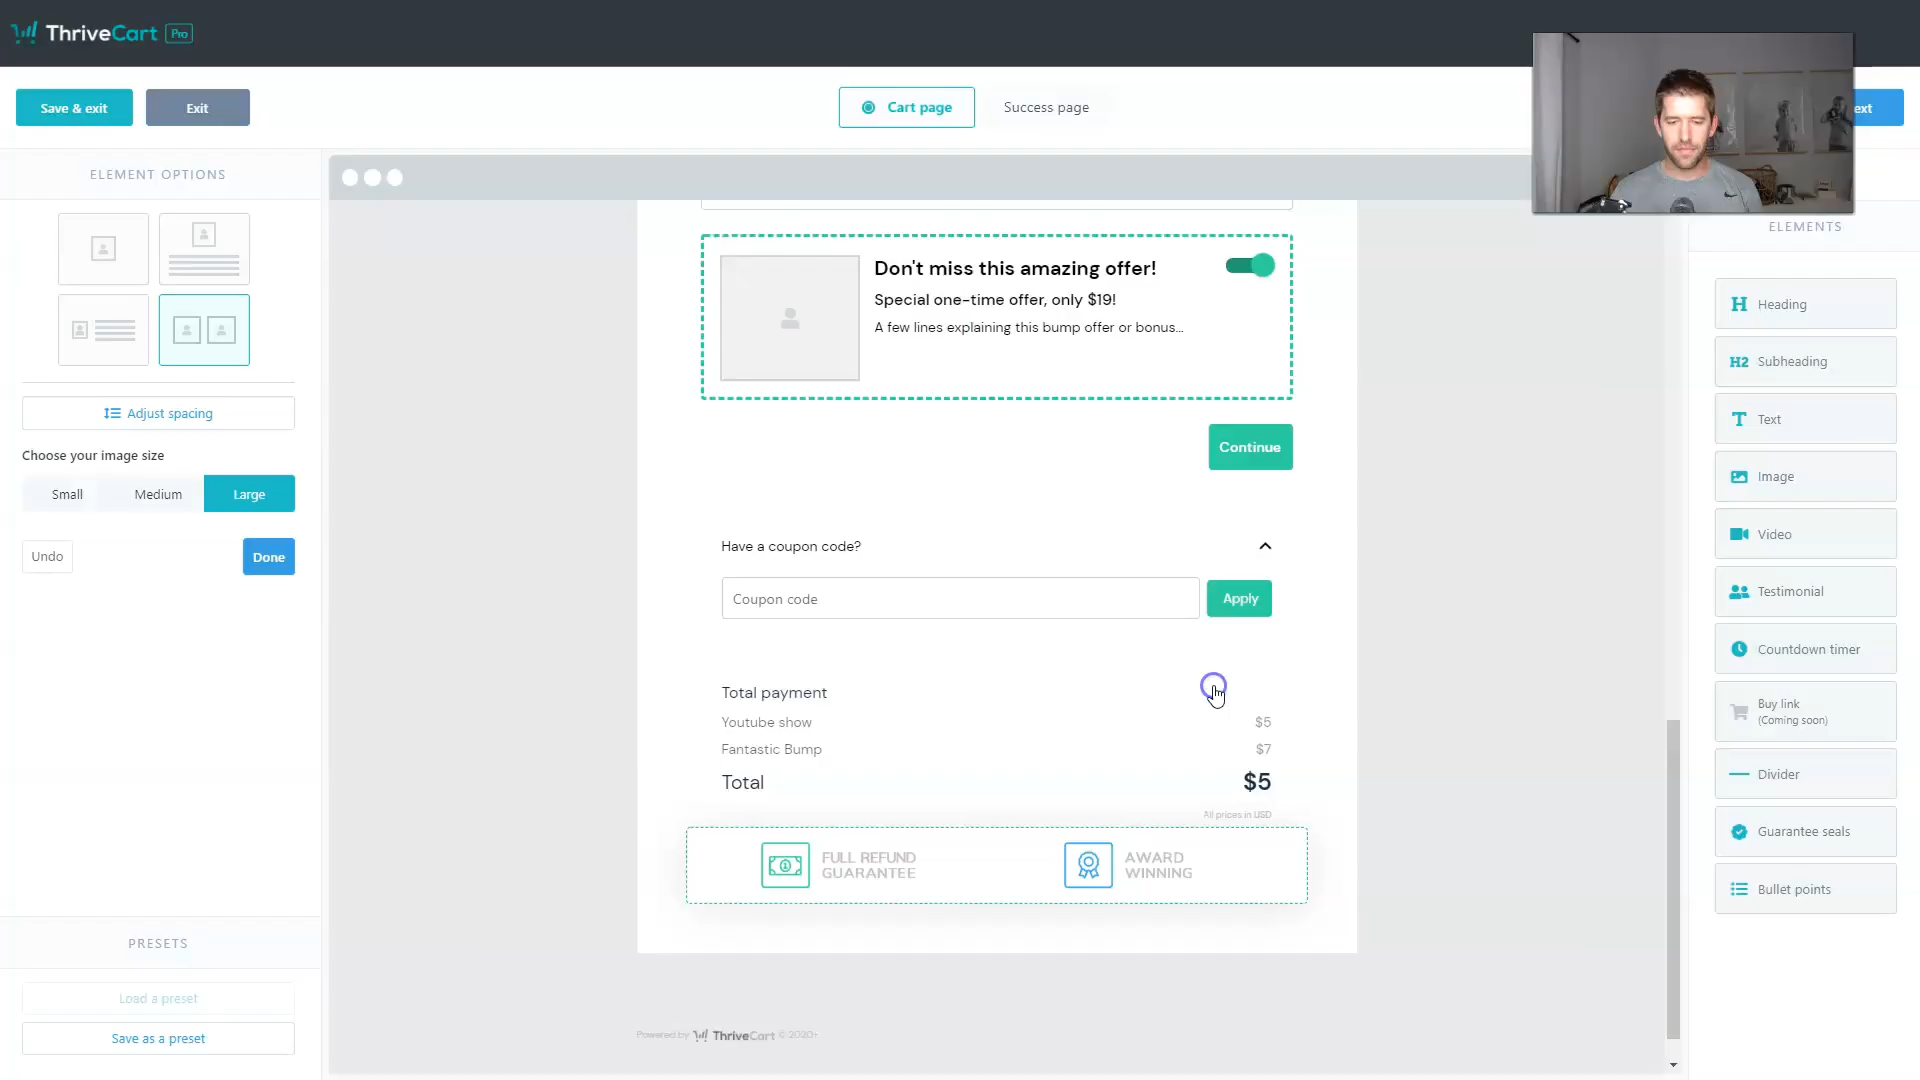 ThriveCart Pro
Save & exit
Exit
Cart page
Success page
ext
ELEMENT OPTIONS
Adjust spacing
Choose your image size
Small
Medium
Large
Undo
Done
PRESETS
Load a preset
Save as a preset
Don't miss this amazing offer!
Special one-time offer, only $19!
A few lines explaining this bump offer or bonus...
Continue
Have a coupon code?
Coupon code
Apply
Total payment
Youtube show $5
Fantastic Bump $7
Total $5
All prices in USD
FULL REFUND
GUARANTEE
AWARD
WINNING
Powered by ThriveCart © 2020+
ELEMENTS
H Heading
H2 Subheading
T Text
Image
Video
Testimonial
Countdown timer
Buy link
(Coming soon)
Divider
Guarantee seals
Bullet points